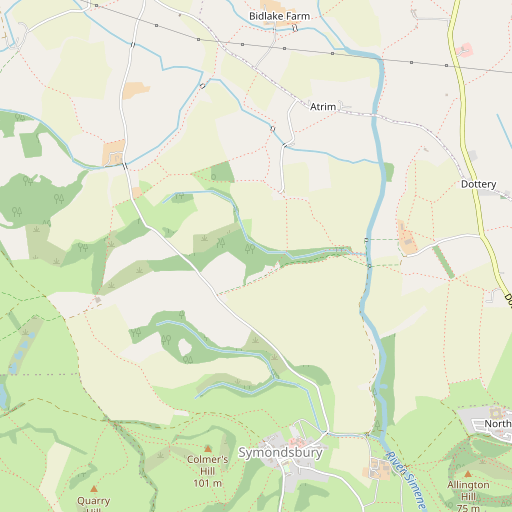 Bidlake Farm
Atrim
Dottery
North
Symondsbury
Colmer's
Hill
101 m
River Simene
Allington
Hill
75 m
Quarry
Hill